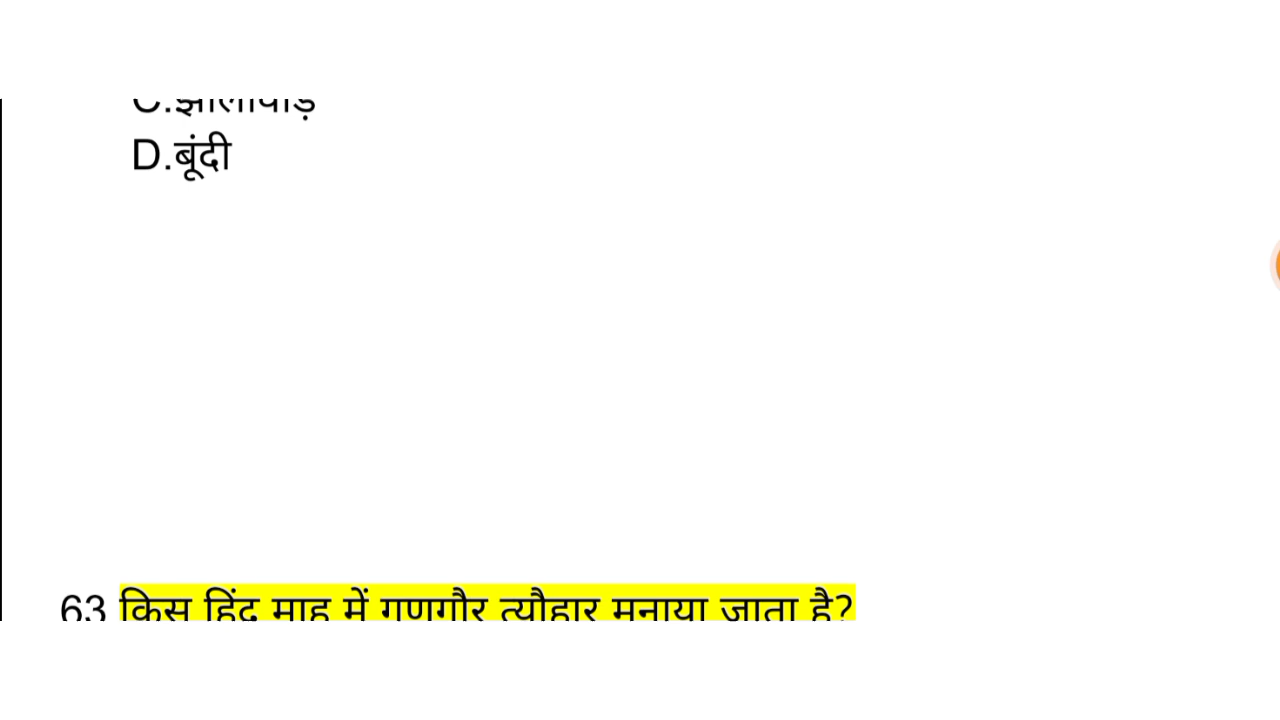 C.झालावाड़
D.बूंदी
63 किस हिंदू माह में गणगौर त्यौहार मनाया जाता है?